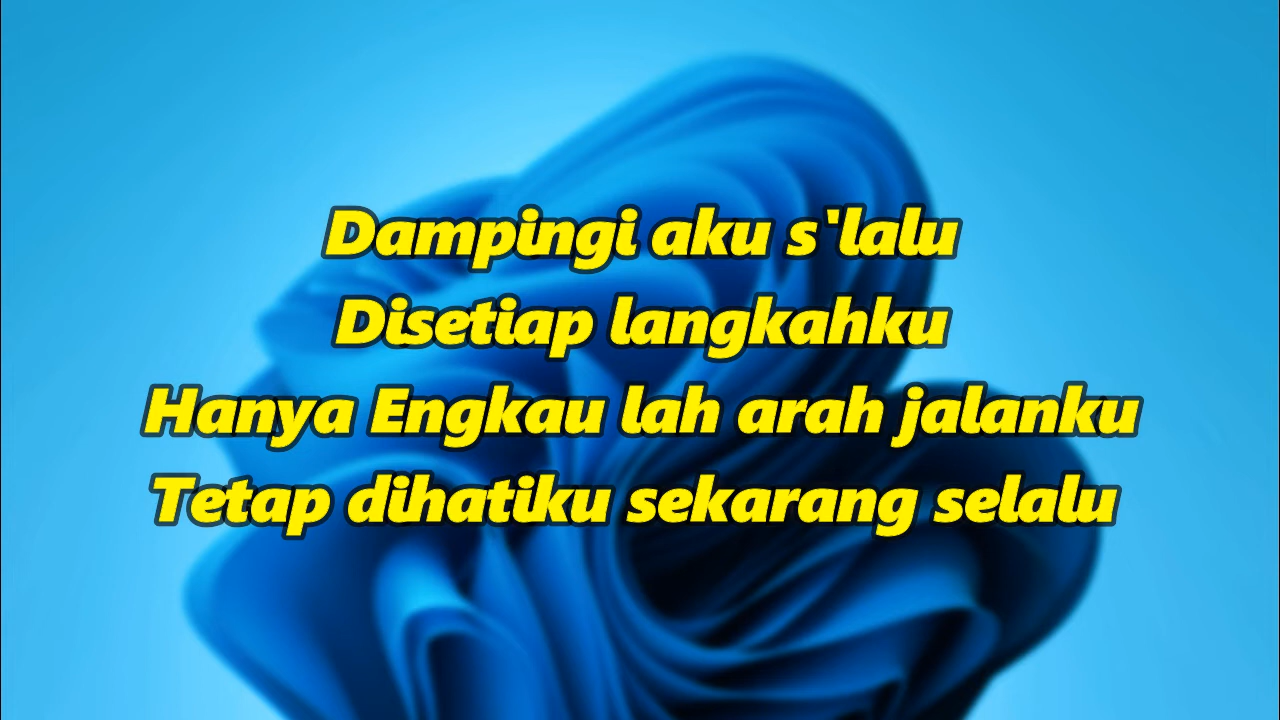 Dampingi aku s'lalu
Disetiap langkahku
Hanya Engkau lah arah jalanku
Tetap dihatiku sekarang selalu